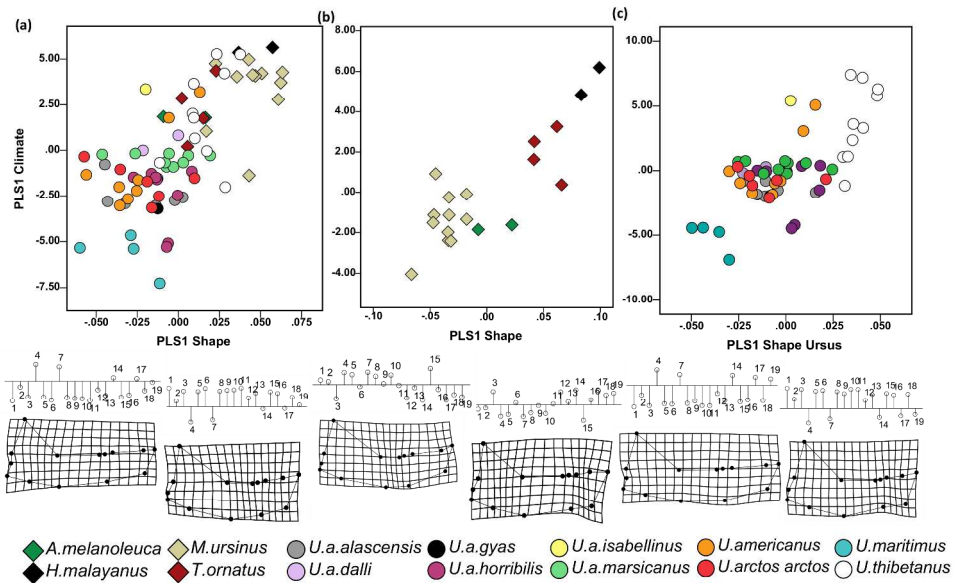 (a)
(b)
(c)
5.00
2.50
.00
-2.50
-5.00
-7.50
PLS1 Climate
-.050
-.025
.000
.025
.050
.075
PLS1 Shape
8.00
6.00
4.00
2.00
.00
-2.00
-4.00
-.10
-.05
.00
.05
.10
PLS1 Shape
10.00
5.00
.00
-5.00
-10.00
-.050
-.025
.000
.025
.050
PLS1 Shape Ursus
A.melanoleuca
M.ursinus
U.a.alascensis
U.a.gyas
U.a.isabellinus
U.americanus
U.maritimus
H.malayanus
T.ornatus
U.a.dalli
U.a.horribilis
U.a.marsicanus
U.arctos arctos
U.thibetanus